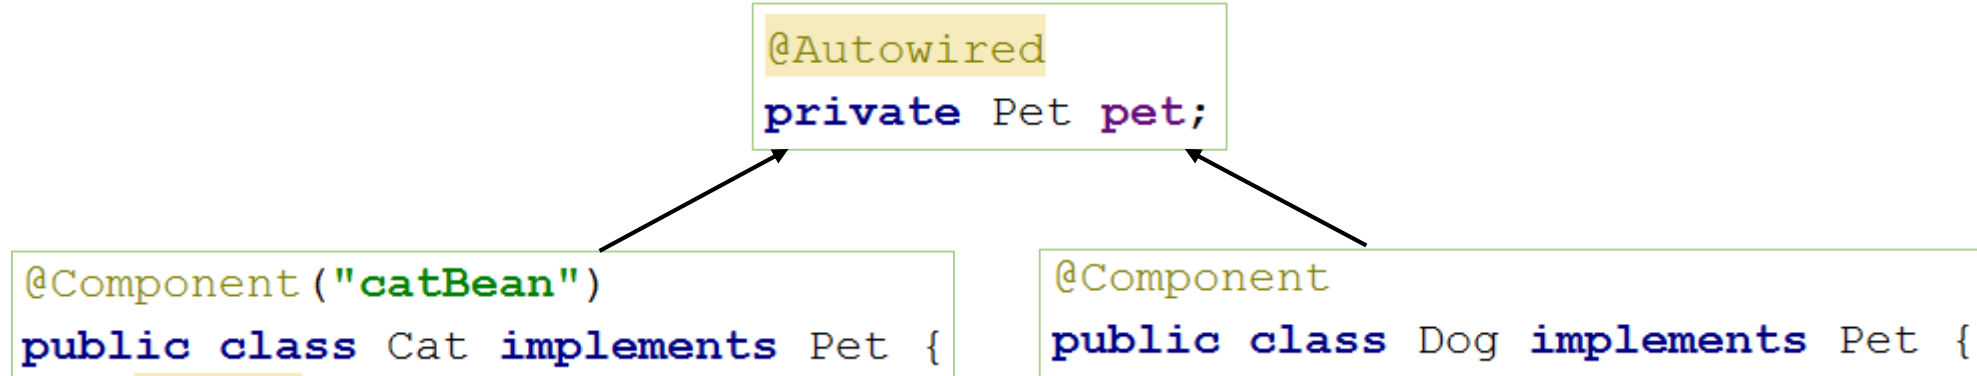 @Autowired
private Pet pet;
@Component("catBean")
public class Cat implements Pet {
@Component
public class Dog implements Pet {